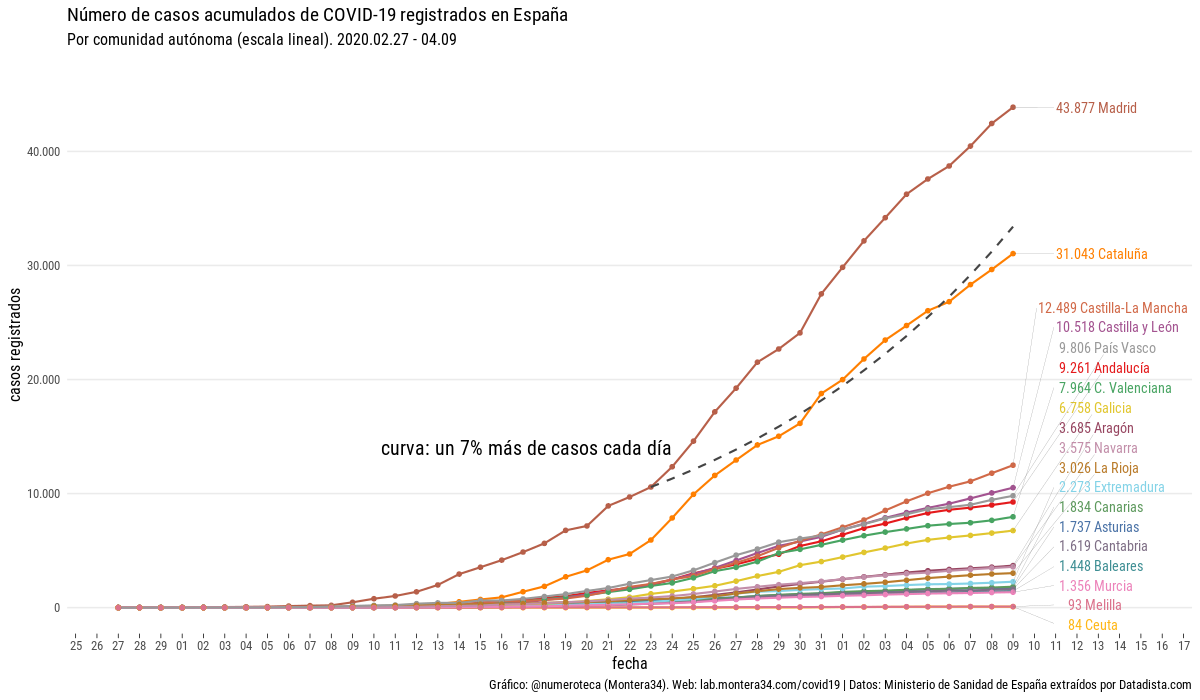 Número de casos acumulados de COVID-19 registrados en España
Por comunidad autónoma (escala lineal). 2020.02.27 - 04.09
43.877 Madrid
40.000
30.000
31.043 Cataluña
12.489 Castilla-La Mancha
10.518 Castilla y León
9.806 País Vasco
9.261 Andalucía
20.000
7.964 C. Valenciana
6.758 Galicia
3.685 Aragón
curva: un 7% más de casos cada día
3.575 Navarra
3.026 La Rioja
10.000
2.273 Extremadura
1.834 Canarias
1.737 Asturias
1.619 Cantabria
1.448 Baleares
1.356 Murcia
0
93 Melilla
84 Ceuta
casos registrados
25 26 27 28 29 01 02 03 04 05 06 07 08 09 10 11 12 13 14 15 16 17 18 19 20 21 22 23 24 25 26 27 28 29 30 31 01 02 03 04 05 06 07 08 09 10 11 12 13 14 15 16 17
fecha
Gráfico: @numeroteca (Montera34). Web: lab.montera34.com/covid19 | Datos: Ministerio de Sanidad de España extraídos por Datadista.com